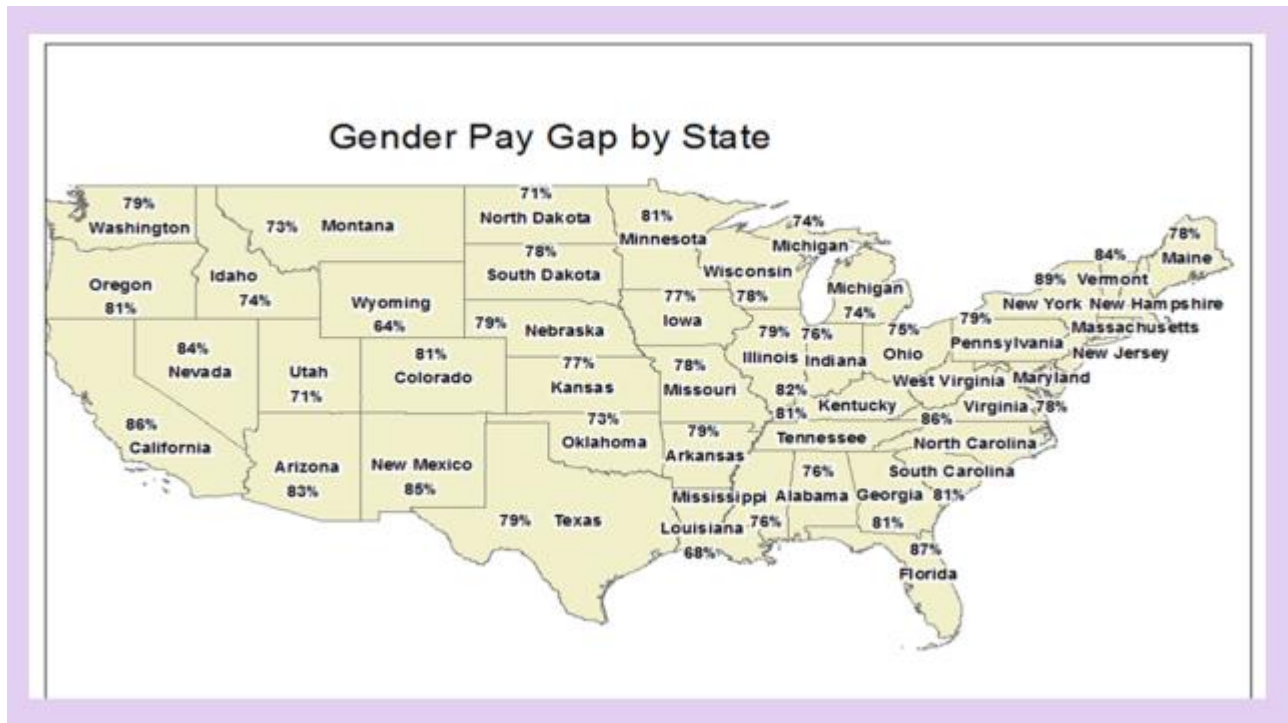 Gender Pay Gap by State
79%
Washington
73% Montana
71%
North Dakota
81%
Minnesota
74%
Michigan
78%
Maine
Oregon
81%
Idaho
74%
Wyoming
64%
78%
South Dakota
Wisconsin
78%
Michigan
74%
84%
89% Vermont
New York New Hampshire
79%
Pennsylvania
Massachusetts
New Jersey
84%
Nevada
Utah
71%
81%
Colorado
79% Nebraska
77%
Iowa
79%
Illinois
76%
Indiana
75%
Ohio
77%
Kansas
78%
Missouri
82%
81% Kentucky
West Virginia
Maryland
Virginia 78%
86%
California
Arizona
83%
New Mexico
85%
73%
Oklahoma
79%
Arkansas
Tennessee
86%
North Carolina
South Carolina
81%
79% Texas
Mississippi
76%
Louisiana
68%
76%
Alabama
Georgia
81%
87%
Florida